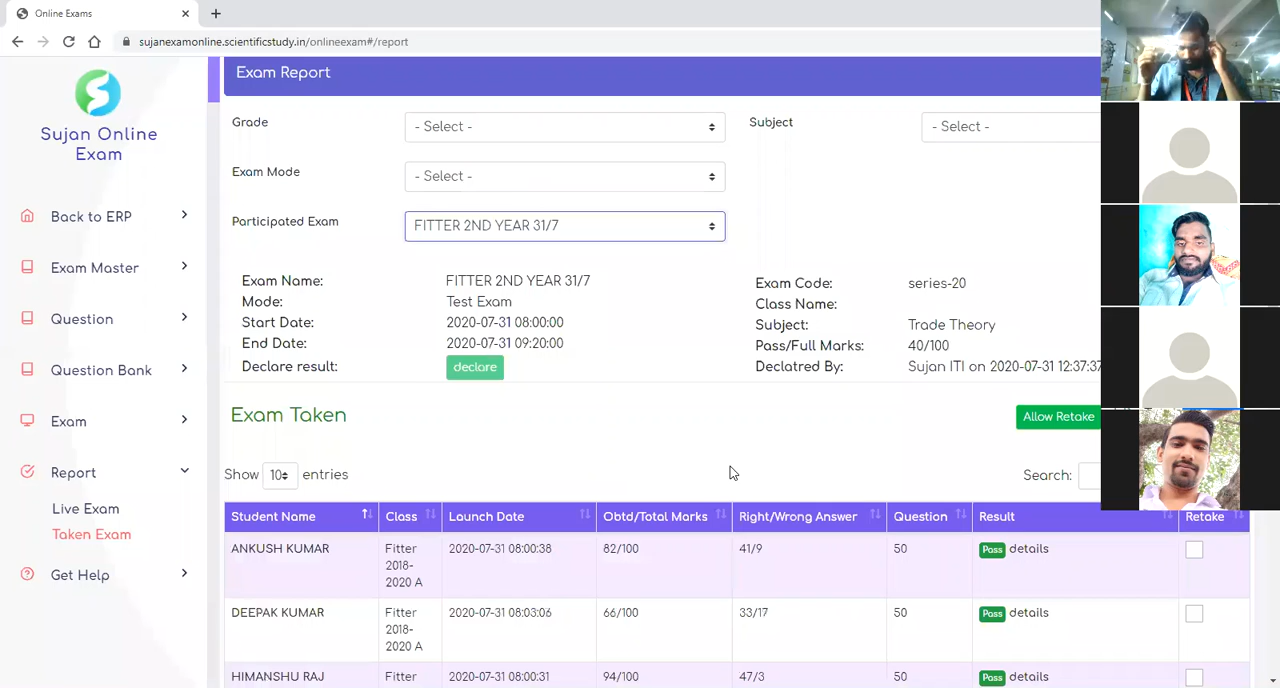 Online Exams
sujanexamonline.scientificstudy.in/onlineexam#/report
Sujan Online
Exam
Back to ERP
Exam Master
Question
Question Bank
Exam
Report
Live Exam
Taken Exam
Get Help
Exam Report
Grade - Select - Subject - Select -
Exam Mode - Select -
Participated Exam FITTER 2ND YEAR 31/7
Exam Name: FITTER 2ND YEAR 31/7 Exam Code: series-20
Mode: Test Exam Class Name:
Start Date: 2020-07-31 08:00:00 Subject: Trade Theory
End Date: 2020-07-31 09:20:00 Pass/Full Marks: 40/100
Declare result: declare Declatred By: Sujan ITI on 2020-07-31 12:37:37
Exam Taken Allow Retake
Show 10 entries Search:
Student Name Class Launch Date Obtd/Total Marks Right/Wrong Answer Question Result Retake
ANKUSH KUMAR Fitter 2018-2020 A 2020-07-31 08:00:38 82/100 41/9 50 Pass details
DEEPAK KUMAR Fitter 2018-2020 A 2020-07-31 08:03:06 66/100 33/17 50 Pass details
HIMANSHU RAJ Fitter 2020-07-31 08:00:31 94/100 47/3 50 Pass details